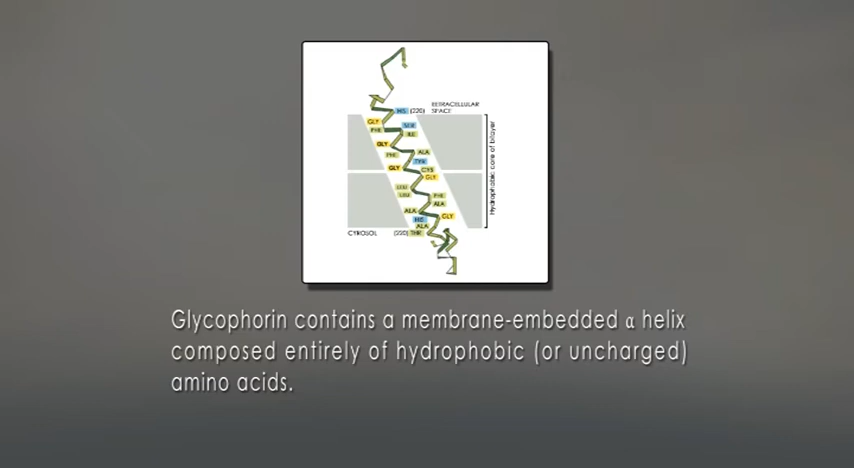 HIS (220)
EETRACELLULAR
SPACE
GLY
SER
PHE
ILE
GLY
ALA
PHE
TYR
GLY
CYS
GLY
LEU
LEU
PHE
ALA
ALA
GLY
HIS
ALA
CYROSOL
(220) THR
Hydrophobic core of bilayer
Glycophorin contains a membrane-embedded α helix
composed entirely of hydrophobic (or uncharged)
amino acids.